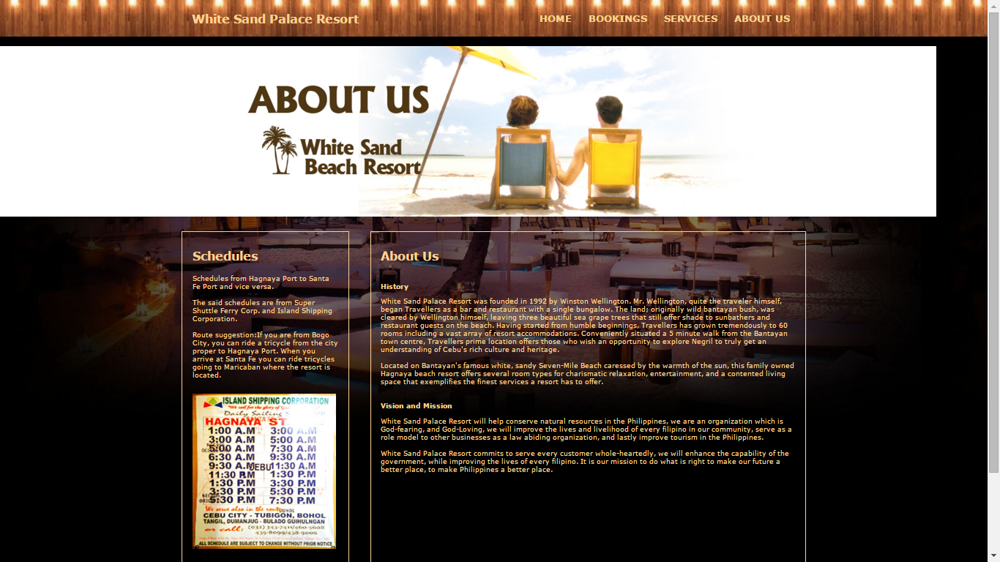 White Sand Palace Resort
HOME BOOKINGS SERVICES ABOUT US
ABOUT US
White Sand
Beach Resort
Schedules
Schedules from Hagnaya Port to Santa
Fe Port and vice versa.
The said schedules are from Super
Shuttle Ferry Corp. and Island Shipping
Corporation.
Route suggestion:If you are from Bogo
City, you can ride a tricycle from the city
proper to Hagnaya Port. When you
arrive at Santa Fe you can ride tricycles
going to Maricaban where the resort is
located.
ISLAND SHIPPING CORPORATION
"We sail for the glory of
Daily Sailing
HAGNAYA ST.
1:00 A.M 3:00 A.M
3:00 A.M 5:00 A.M
5:00 A.M 7:30 A.M
6:30 A.M 9:30 A.M
9:30 A.M 11:30 A.M
11:30 1:30 P.M
1:30 P.M 3:30 P.M
3:30 P.M 5:30 P.M
5:30 P.M 7:30 P.M
We serve also in the route
CEBU CITY - TUBIGON, BOHOL
TANGIL, DUMANJUG - BULADO GUIHULNGAN
or call: (032) 343-7411/460-5608
435-8099/438-9006
ALL SCHEDULE ARE SUBJECT TO CHANGE WITHOUT PRIOR NOTICE
About Us
History
White Sand Palace Resort was founded in 1992 by Winston Wellington. Mr. Wellington, quite the traveler himself,
began Travellers as a bar and restaurant with a single bungalow. The land; originally wild bantayan bush, was
cleared by Wellington himself, leaving three beautiful sea grape trees that still offer shade to sunbathers and
restaurant guests on the beach. Having started from humble beginnings, Travellers has grown tremendously to 60
rooms including a vast array of resort accommodations. Conveniently situated a 5 minute walk from the Bantayan
town centre, Travellers prime location offers those who wish an opportunity to explore Negril to truly get an
understanding of Cebu's rich culture and heritage.
Located on Bantayan's famous white, sandy Seven-Mile Beach caressed by the warmth of the sun, this family owned
Hagnaya beach resort offers several room types for charismatic relaxation, entertainment, and a contented living
space that exemplifies the finest services a resort has to offer.
Vision and Mission
White Sand Palace Resort will help conserve natural resources in the Philippines, we are an organization which is
God-fearing, and God-Loving, we will improve the lives and livelihood of every filipino in our community, serve as a
role model to other businesses as a law abiding organization, and lastly improve tourism in the Philippines.
White Sand Palace Resort commits to serve every customer whole-heartedly, we will enhance the capability of the
government, while improving the lives of every filipino. It is our mission to do what is right to make our future a
better place, to make Philippines a better place.